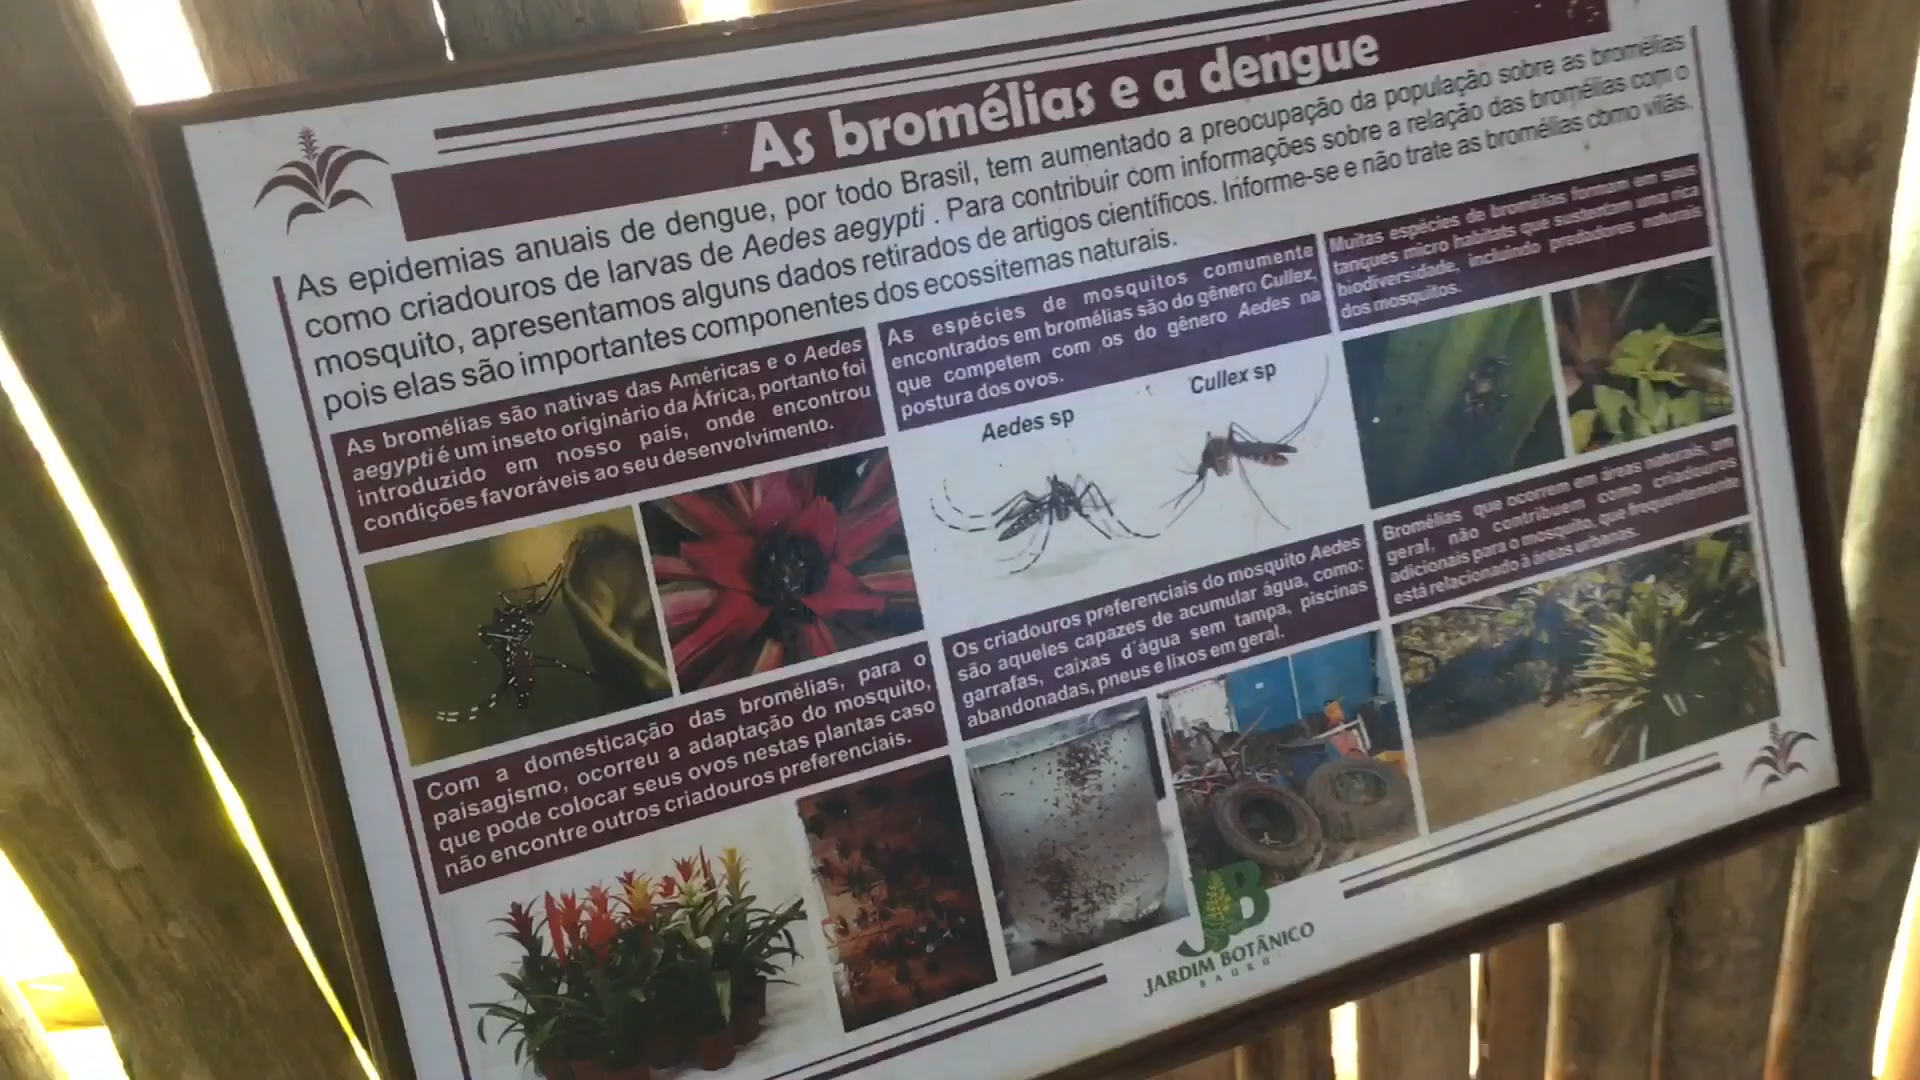 As bromélias e a dengue
As epidemias anuais de dengue, por todo Brasil, tem aumentado a preocupação da população sobre as bromélias
como criadouros de larvas de Aedes aegypti . Para contribuir com informações sobre a relação das bromélias com o
mosquito, apresentamos alguns dados retirados de artigos científicos. Informe-se e não trate as bromélias como vilãs,
pois elas são importantes componentes dos ecossitemas naturais.
As bromélias são nativas das Américas e o Aedes
aegypti é um inseto originário da África, portanto foi
introduzido em nosso país, onde encontrou
condições favoráveis ao seu desenvolvimento.
Com a domesticação das bromélias, para o
paisagismo, ocorreu a adaptação do mosquito,
que pode colocar seus ovos nestas plantas caso
não encontre outros criadouros preferenciais.
As espécies de mosquitos comumente
encontrados em bromélias são do gênero Cullex,
que competem com os do gênero Aedes na
postura dos ovos.
Aedes sp
Cullex sp
Os criadouros preferenciais do mosquito Aedes
são aqueles capazes de acumular água, como:
garrafas, caixas d´água sem tampa, piscinas
abandonadas, pneus e lixos em geral.
Muitas espécies de bromélias formam em seus
tanques micro habitats que sustentam uma rica
biodiversidade, incluindo predadores naturais
dos mosquitos.
Bromélias que ocorrem em áreas naturais, em
geral, não contribuem como criadouros
adicionais para o mosquito, que frequentemente
está relacionado à áreas urbanas.
JB
JARDIM BOTÂNICO
BAURU